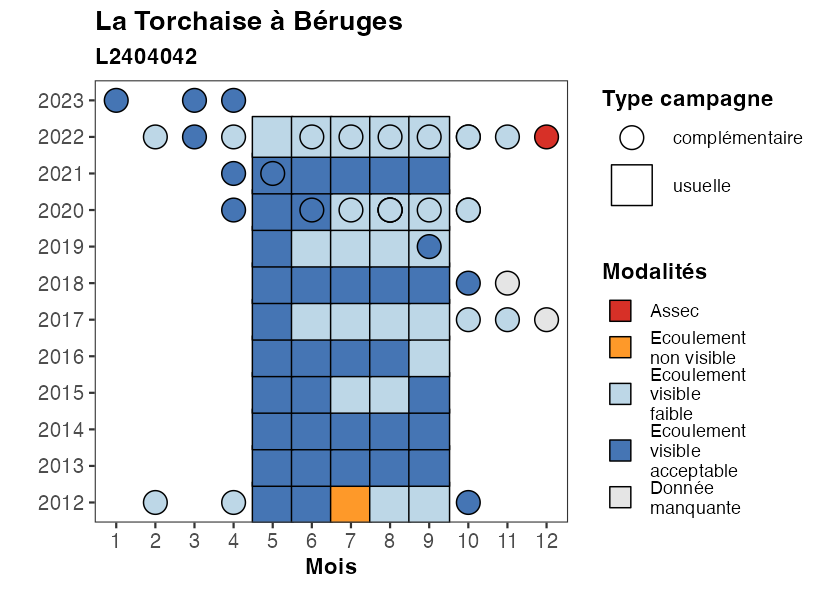 La Torchaise à Béruges
L2404042
2023
2022
2021
2020
2019
2018
2017
2016
2015
2014
2013
2012
1 2 3 4 5 6 7 8 9 10 11 12
Mois
Type campagne
complémentaire
usuelle
Modalités
Assec
Ecoulement
non visible
Ecoulement
visible
faible
Ecoulement
visible
acceptable
Donnée
manquante